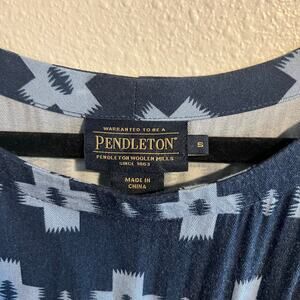 WARRANTED TO BE A
PENDLETON
S
PENDLETON WOOLEN MILLS
SINCE 1863
MADE IN
CHINA